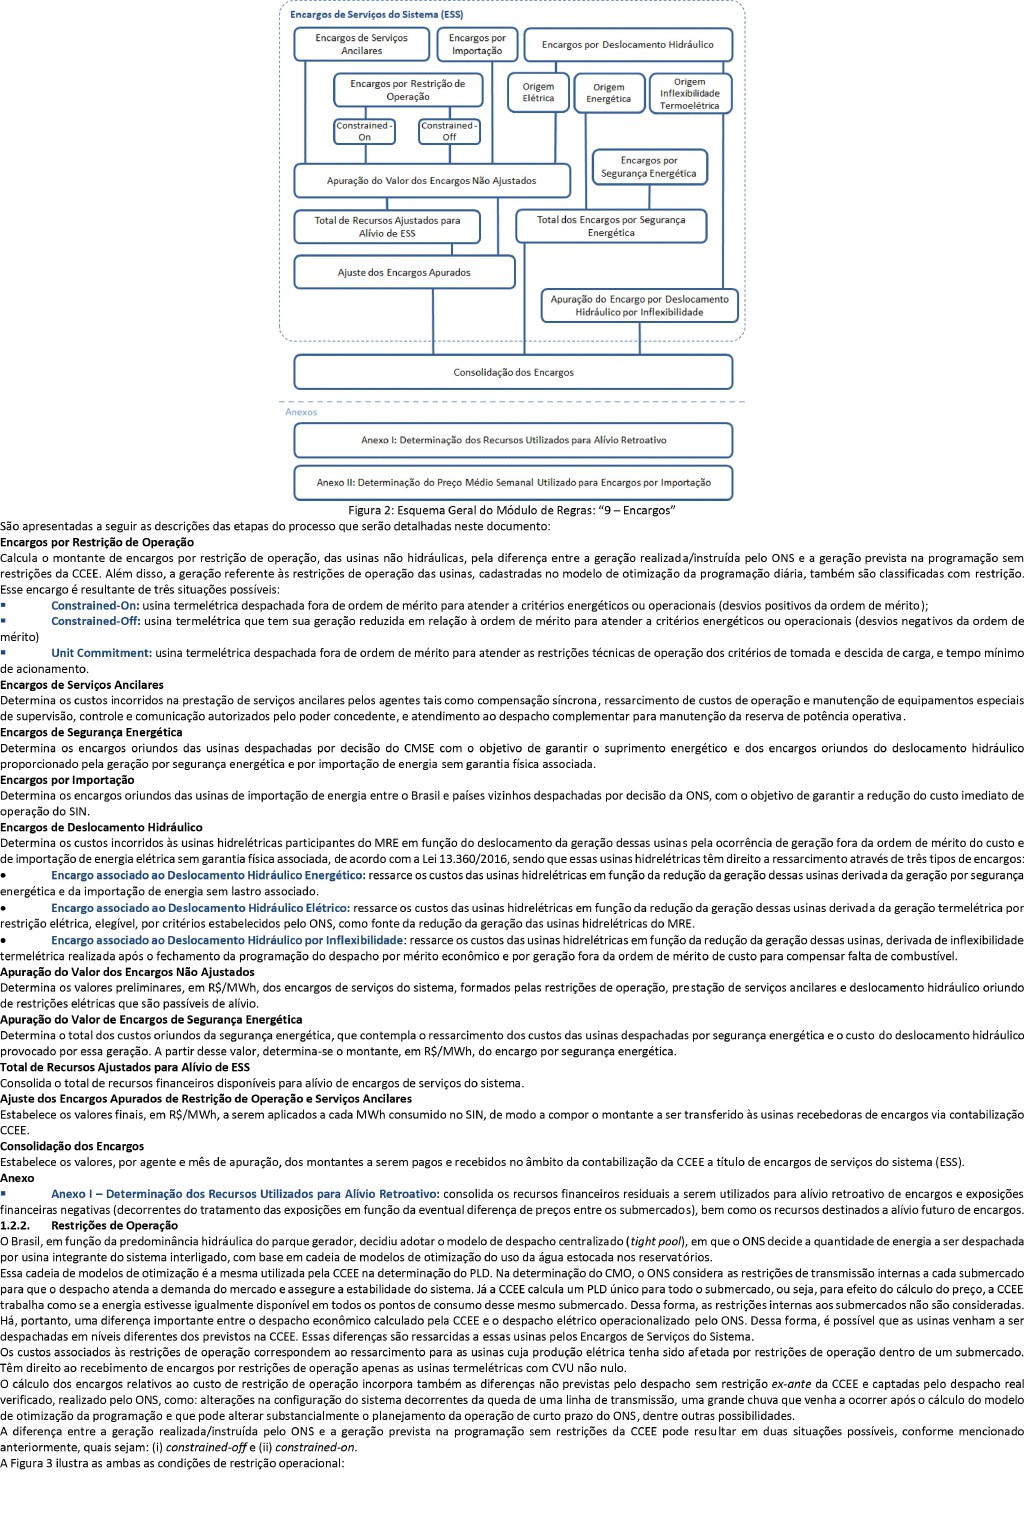 Encargos de Serviços do Sistema (ESS)
Encargos de Serviços
Ancilares
Encargos por
Importação
Encargos por Deslocamento Hidráulico
Encargos por Restrição de
Operação
Origem
Elétrica
Origem
Energética
Origem
Inflexibilidade
Termoelétrica
Constrained -
On
Constrained -
Off
Encargos por
Segurança Energética
Apuração do Valor dos Encargos Não Ajustados
Total de Recursos Ajustados para
Alívio de ESS
Total dos Encargos por Segurança
Energética
Ajuste dos Encargos Apurados
Apuração do Encargo por Deslocamento
Hidráulico por Inflexibilidade
Consolidação dos Encargos
Anexos
Anexo I: Determinação dos Recursos Utilizados para Alívio Retroativo
Anexo II: Determinação do Preço Médio Semanal Utilizado para Encargos por Importação
Figura 2: Esquema Geral do Módulo de Regras: “9 – Encargos”
São apresentadas a seguir as descrições das etapas do processo que serão detalhadas neste documento:
Encargos por Restrição de Operação
Calcula o montante de encargos por restrição de operação, das usinas não hidráulicas, pela diferença entre a geração realizada/instruída pelo ONS e a geração prevista na programação sem
restrições da CCEE. Além disso, a geração referente às restrições de operação das usinas, cadastradas no modelo de otimização da programação diária, também são classificadas com restrição.
Esse encargo é resultante de três situações possíveis:
▪ Constrained-On: usina termelétrica despachada fora de ordem de mérito para atender a critérios energéticos ou operacionais (desvios positivos da ordem de mérito);
▪ Constrained-Off: usina termelétrica que tem sua geração reduzida em relação à ordem de mérito para atender a critérios energéticos ou operacionais (desvios negativos da ordem de
mérito)
▪ Unit Commitment: usina termelétrica despachada fora de ordem de mérito para atender as restrições técnicas de operação dos critérios de tomada e descida de carga, e tempo mínimo
de acionamento.
Encargos de Serviços Ancilares
Determina os custos incorridos na prestação de serviços ancilares pelos agentes tais como compensação síncrona, ressarcimento de custos de operação e manutenção de equipamentos especiais
de supervisão, controle e comunicação autorizados pelo poder concedente, e atendimento ao despacho complementar para manutenção da reserva de potência operativa.
Encargos de Segurança Energética
Determina os encargos oriundos das usinas despachadas por decisão do CMSE com o objetivo de garantir o suprimento energético e dos encargos oriundos do deslocamento hidráulico
proporcionado pela geração por segurança energética e por importação de energia sem garantia física associada.
Encargos por Importação
Determina os encargos oriundos das usinas de importação de energia entre o Brasil e países vizinhos despachadas por decisão da ONS, com o objetivo de garantir a redução do custo imediato de
operação do SIN.
Encargos de Deslocamento Hidráulico
Determina os custos incorridos às usinas hidrelétricas participantes do MRE em função do deslocamento da geração dessas usinas pela ocorrência de geração fora da ordem de mérito do custo e
de importação de energia elétrica sem garantia física associada, de acordo com a Lei 13.360/2016, sendo que essas usinas hidrelétricas têm direito a ressarcimento através de três tipos de encargos:
• Encargo associado ao Deslocamento Hidráulico Energético: ressarce os custos das usinas hidrelétricas em função da redução da geração dessas usinas derivada da geração por segurança
energética e da importação de energia sem lastro associado.
• Encargo associado ao Deslocamento Hidráulico Elétrico: ressarce os custos das usinas hidrelétricas em função da redução da geração dessas usinas derivada da geração termelétrica por
restrição elétrica, elegível, por critérios estabelecidos pelo ONS, como fonte da redução da geração das usinas hidrelétricas do MRE.
• Encargo associado ao Deslocamento Hidráulico por Inflexibilidade: ressarce os custos das usinas hidrelétricas em função da redução da geração dessas usinas, derivada de inflexibilidade
termelétrica realizada após o fechamento da programação do despacho por mérito econômico e por geração fora da ordem de mérito de custo para compensar falta de combustível.
Apuração do Valor dos Encargos Não Ajustados
Determina os valores preliminares, em R$/MWh, dos encargos de serviços do sistema, formados pelas restrições de operação, prestação de serviços ancilares e deslocamento hidráulico oriundo
de restrições elétricas que são passíveis de alívio.
Apuração do Valor de Encargos de Segurança Energética
Determina o total dos custos oriundos da segurança energética, que contempla o ressarcimento dos custos das usinas despachadas por segurança energética e o custo do deslocamento hidráulico
provocado por essa geração. A partir desse valor, determina-se o montante, em R$/MWh, do encargo por segurança energética.
Total de Recursos Ajustados para Alívio de ESS
Consolida o total de recursos financeiros disponíveis para alívio de encargos de serviços do sistema.
Ajuste dos Encargos Apurados de Restrição de Operação e Serviços Ancilares
Estabelece os valores finais, em R$/MWh, a serem aplicados a cada MWh consumido no SIN, de modo a compor o montante a ser transferido às usinas recebedoras de encargos via contabilização
CCEE.
Consolidação dos Encargos
Estabelece os valores, por agente e mês de apuração, dos montantes a serem pagos e recebidos no âmbito da contabilização da CCEE a título de encargos de serviços do sistema (ESS).
Anexo
▪ Anexo I – Determinação dos Recursos Utilizados para Alívio Retroativo: consolida os recursos financeiros residuais a serem utilizados para alívio retroativo de encargos e exposições
financeiras negativas (decorrentes do tratamento das exposições em função da eventual diferença de preços entre os submercados), bem como os recursos destinados a alívio futuro de encargos.
1.2.2. Restrições de Operação
O Brasil, em função da predominância hidráulica do parque gerador, decidiu adotar o modelo de despacho centralizado (tight pool), em que o ONS decide a quantidade de energia a ser despachada
por usina integrante do sistema interligado, com base em cadeia de modelos de otimização do uso da água estocada nos reservatórios.
Essa cadeia de modelos de otimização é a mesma utilizada pela CCEE na determinação do PLD. Na determinação do CMO, o ONS considera as restrições de transmissão internas a cada submercado
para que o despacho atenda a demanda do mercado e assegure a estabilidade do sistema. Já a CCEE calcula um PLD único para todo o submercado, ou seja, para efeito do cálculo do preço, a CCEE
trabalha como se a energia estivesse igualmente disponível em todos os pontos de consumo desse mesmo submercado. Dessa forma, as restrições internas aos submercados não são consideradas.
Há, portanto, uma diferença importante entre o despacho econômico calculado pela CCEE e o despacho elétrico operacionalizado pelo ONS. Dessa forma, é possível que as usinas venham a ser
despachadas em níveis diferentes dos previstos na CCEE. Essas diferenças são ressarcidas a essas usinas pelos Encargos de Serviços do Sistema.
Os custos associados às restrições de operação correspondem ao ressarcimento para as usinas cuja produção elétrica tenha sido afetada por restrições de operação dentro de um submercado.
Têm direito ao recebimento de encargos por restrições de operação apenas as usinas termelétricas com CVU não nulo.
O cálculo dos encargos relativos ao custo de restrição de operação incorpora também as diferenças não previstas pelo despacho sem restrição ex-ante da CCEE e captadas pelo despacho real
verificado, realizado pelo ONS, como: alterações na configuração do sistema decorrentes da queda de uma linha de transmissão, uma grande chuva que venha a ocorrer após o cálculo do modelo
de otimização da programação e que pode alterar substancialmente o planejamento da operação de curto prazo do ONS, dentre outras possibilidades.
A diferença entre a geração realizada/instruída pelo ONS e a geração prevista na programação sem restrições da CCEE pode resultar em duas situações possíveis, conforme mencionado
anteriormente, quais sejam: (i) constrained-off e (ii) constrained-on.
A Figura 3 ilustra as ambas as condições de restrição operacional: